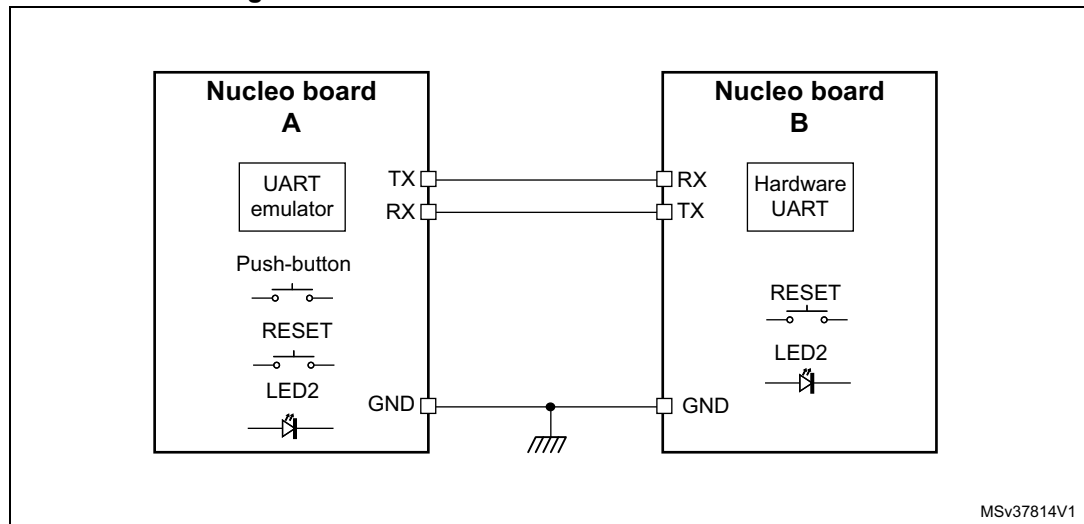 Nucleo board
A
UART
emulator
TX
RX
Push-button
RESET
LED2
GND
Nucleo board
B
RX
TX
Hardware
UART
RESET
LED2
GND
MSv37814V1